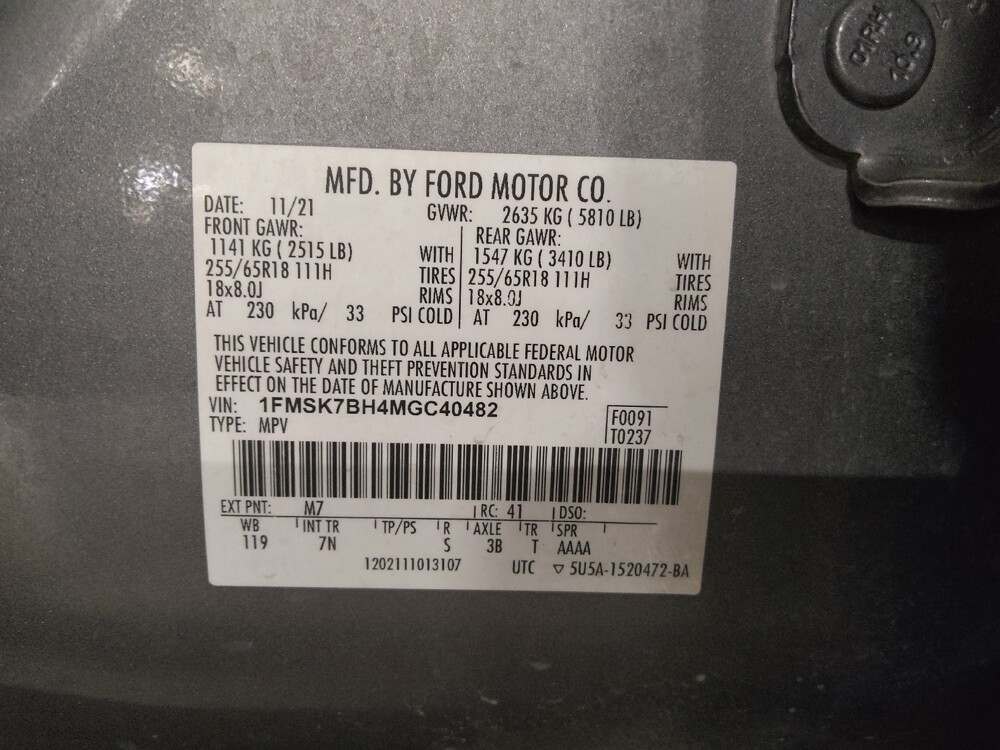 01RH
10.9
MFD. BY FORD MOTOR CO.
DATE: 11/21 GVWR: 2635 KG ( 5810 LB)
FRONT GAWR: REAR GAWR:
1141 KG ( 2515 LB) WITH 1547 KG ( 3410 LB) WITH
255/65R18 111H TIRES 255/65R18 111H TIRES
18x8.0J RIMS 18x8.0J RIMS
AT 230 kPa/ 33 PSI COLD AT 230 kPa/ 33 PSI COLD
THIS VEHICLE CONFORMS TO ALL APPLICABLE FEDERAL MOTOR
VEHICLE SAFETY AND THEFT PREVENTION STANDARDS IN
EFFECT ON THE DATE OF MANUFACTURE SHOWN ABOVE.
VIN: 1FMSK7BH4MGC40482 F0091
TYPE: MPV T0237
EXT PNT: M7 RC: 41 DSO:
WB INT TR TP/PS R AXLE TR SPR
119 7N S 3B T AAAA
1202111013107 UTC ▽ 5U5A-1520472-BA